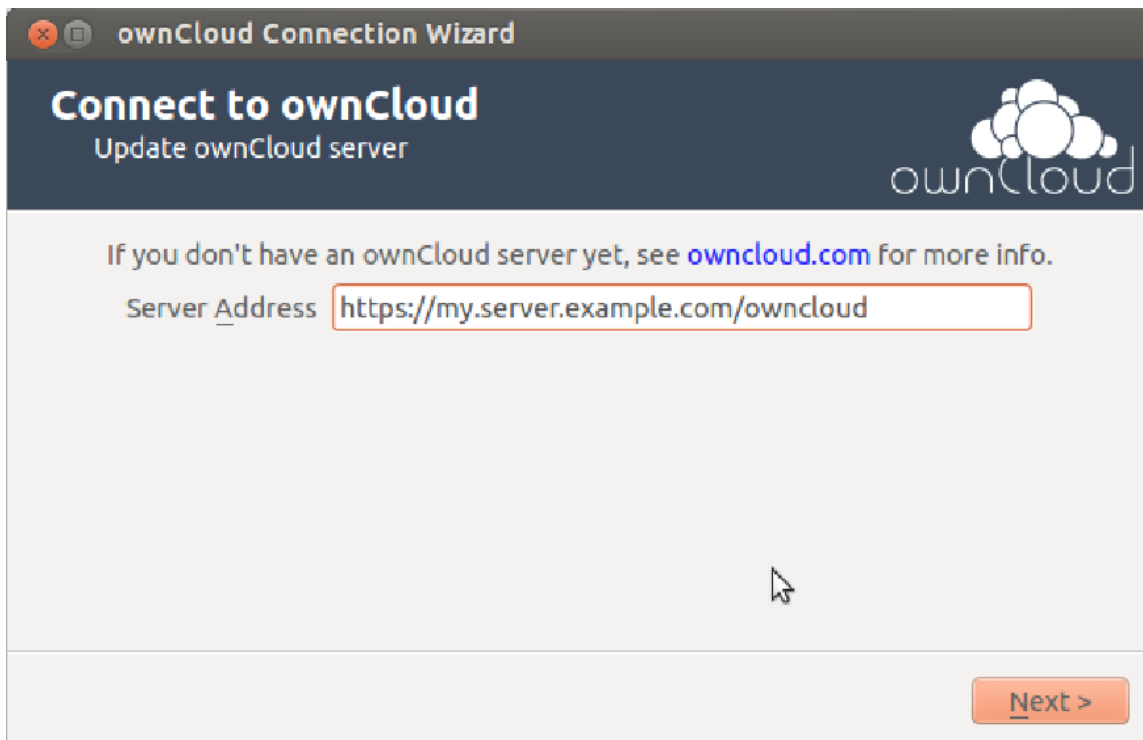 ownCloud Connection Wizard
Connect to ownCloud
Update ownCloud server
ownCloud
If you don't have an ownCloud server yet, see owncloud.com for more info.
Server Address https://my.server.example.com/owncloud
Next >